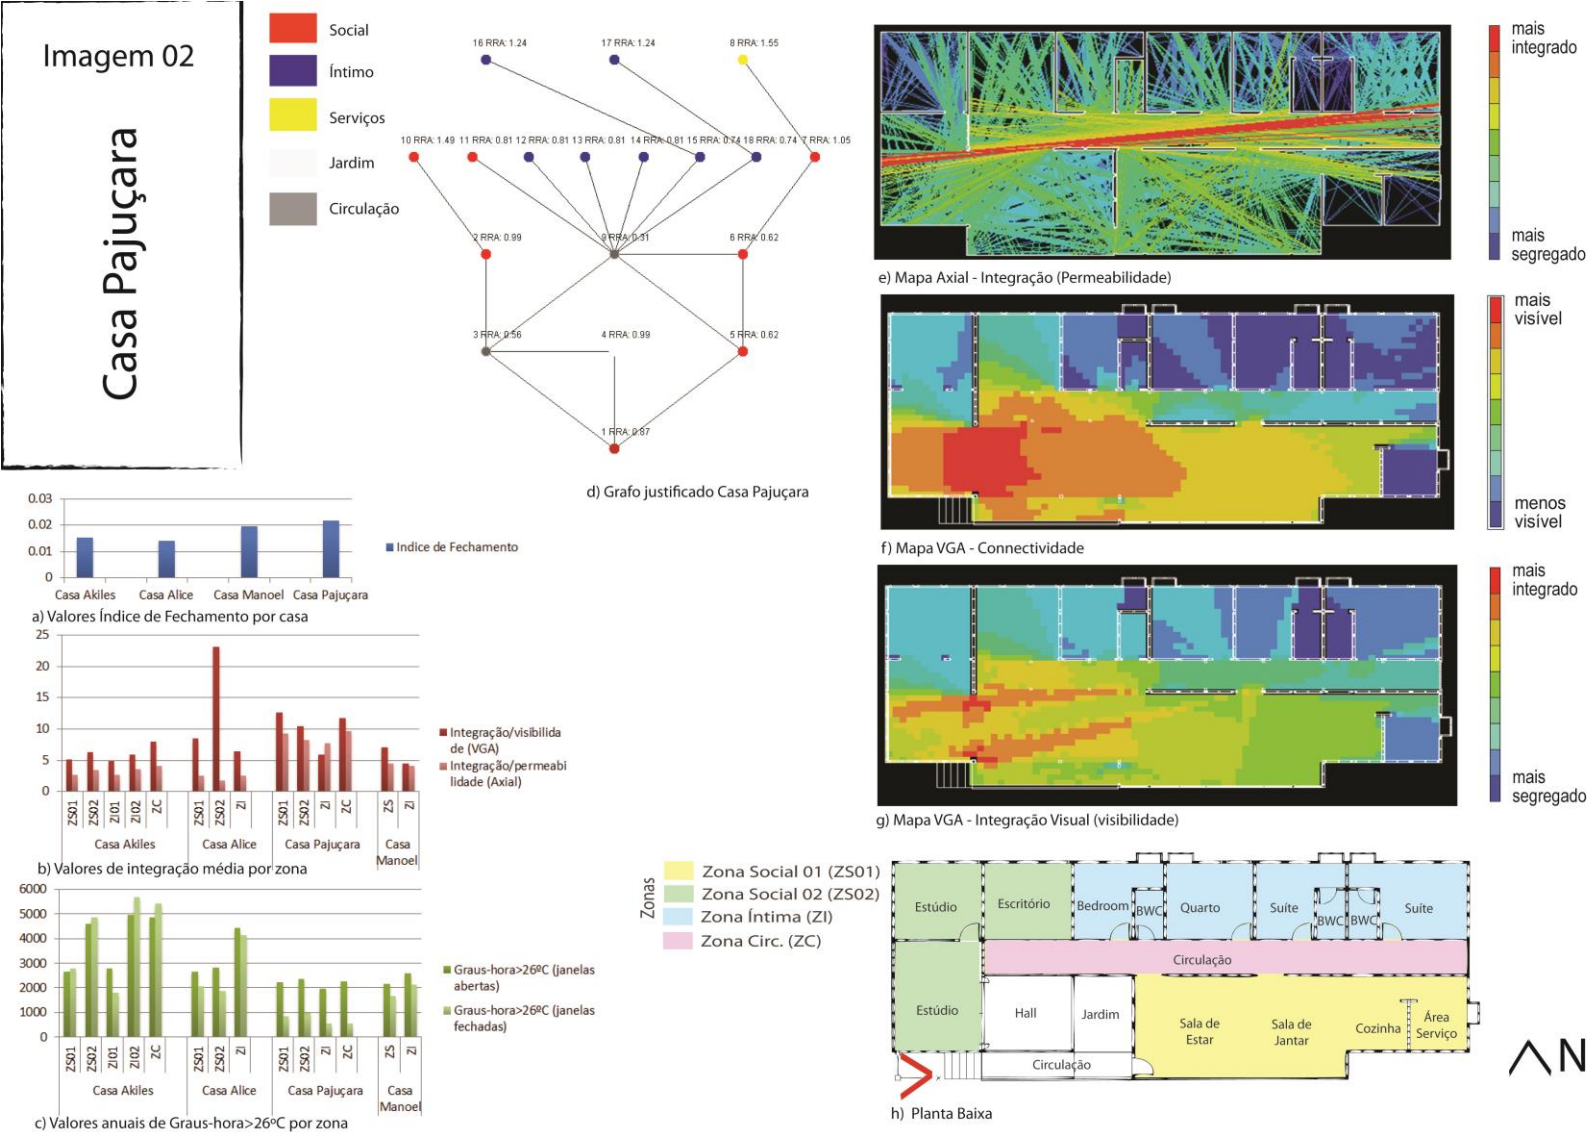 Imagem 02
Casa Pajuçara
Social
Íntimo
Serviços
Jardim
Circulação
16 RRA: 1.24
17 RRA: 1.24
8 RRA: 1.55
10 RRA: 1.49
11 RRA: 0.81
12 RRA: 0.81
13 RRA: 0.81
14 RRA: 0.81
15 RRA: 0.74
18 RRA: 0.74
7 RRA: 1.05
2 RRA: 0.99
9 RRA: 0.31
6 RRA: 0.62
3 RRA: 0.56
4 RRA: 0.99
5 RRA: 0.62
1 RRA: 0.87
d) Grafo justificado Casa Pajuçara
mais
integrado
mais
segregado
e) Mapa Axial - Integração (Permeabilidade)
mais
visível
menos
visível
f) Mapa VGA - Connectividade
mais
integrado
mais
segregado
g) Mapa VGA - Integração Visual (visibilidade)
0.03
0.02
0.01
0
Casa Akiles
Casa Alice
Casa Manoel
Casa Pajuçara
Indice de Fechamento
a) Valores Índice de Fechamento por casa
25
20
15
10
5
0
ZS01
ZS02
ZI01
ZI02
ZC
ZS01
ZS02
ZI
ZS01
ZS02
ZI
ZC
ZS
ZI
Casa Akiles
Casa Alice
Casa Pajuçara
Casa
Manoel
Integração/visibilida
de (VGA)
Integração/permeabi
lidade (Axial)
b) Valores de integração média por zona
6000
5000
4000
3000
2000
1000
0
ZS01
ZS02
ZI01
ZI02
ZC
ZS01
ZS02
ZI
ZS01
ZS02
ZI
ZC
ZS
ZI
Casa Akiles
Casa Alice
Casa Pajuçara
Casa
Manoel
Graus-hora>26ºC (janelas
abertas)
Graus-hora>26ºC (janelas
fechadas)
c) Valores anuais de Graus-hora>26ºC por zona
Zonas
Zona Social 01 (ZS01)
Zona Social 02 (ZS02)
Zona Íntima (ZI)
Zona Circ. (ZC)
Estúdio
Escritório
Bedroom
BWC
Quarto
Suíte
BWC
BWC
Suíte
Circulação
Estúdio
Hall
Jardim
Sala de
Estar
Sala de
Jantar
Cozinha
Área
Serviço
Circulação
N
h) Planta Baixa